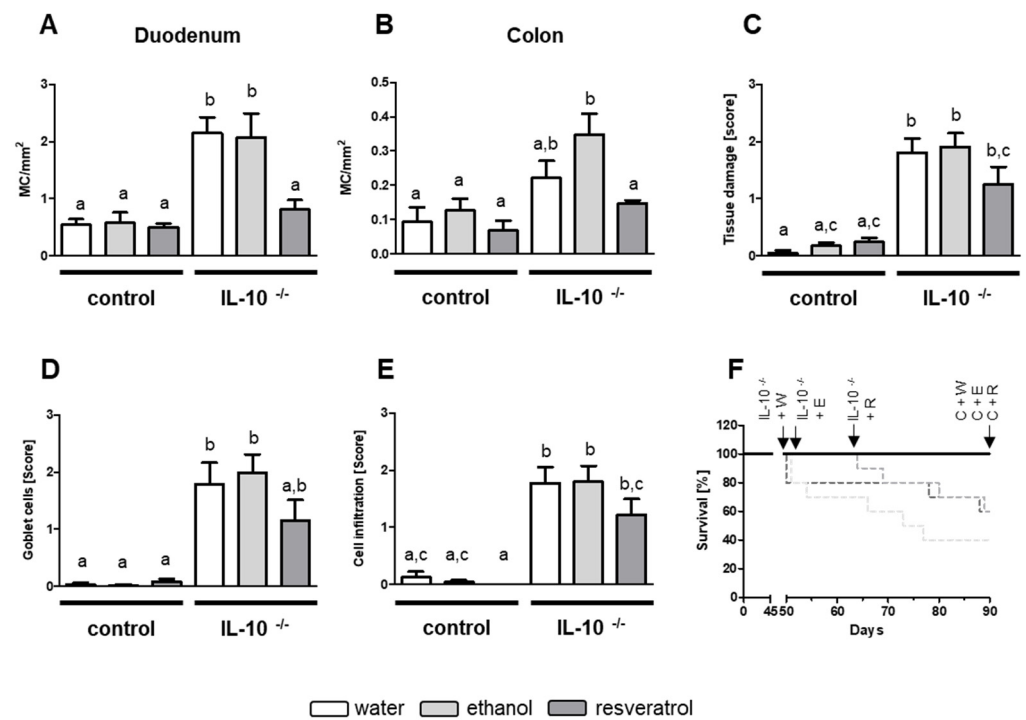 A
Duodenum
MC/mm²
3
2
1
0
a
a
a
b
b
a
control
IL-10 -/-
B
Colon
MC/mm²
0.5
0.4
0.3
0.2
0.1
0.0
a
a
a
a,b
b
a
control
IL-10 -/-
C
Tissue damage [score]
3
2
1
0
a
a,c
a,c
b
b
b,c
control
IL-10 -/-
D
Goblet cells [Score]
3
2
1
0
a
a
a
b
b
a,b
control
IL-10 -/-
E
Cell infiltration [Score]
3
2
1
0
a,c
a,c
a
b
b
b,c
control
IL-10 -/-
F
IL-10 -/-
+ W
IL-10 -/-
+ E
IL-10 -/-
+ R
C + W
C + E
C + R
Survival [%]
120
100
80
60
40
20
0
0 45 50 60 70 80 90
Days
water ethanol resveratrol